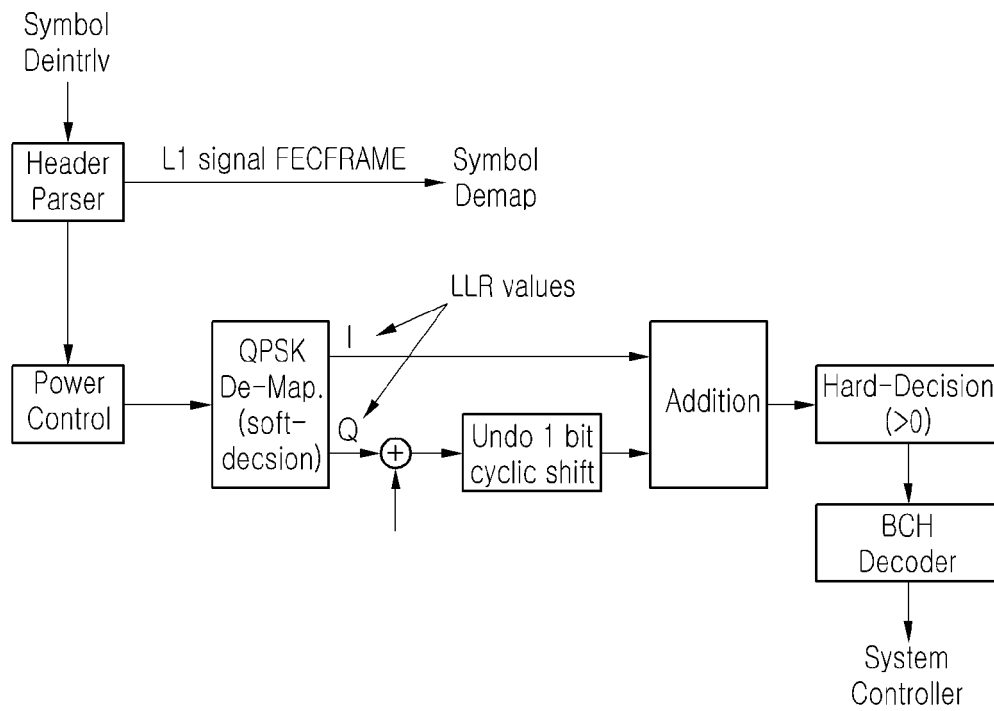 Symbol
Deintrlv
Header
Parser
L1 signal FECFRAME
Symbol
Demap
LLR values
Power
Control
QPSK
De-Map.
(soft-
decsion)
I
Q
Undo 1 bit
cyclic shift
Addition
Hard-Decision
(>0)
BCH
Decoder
System
Controller